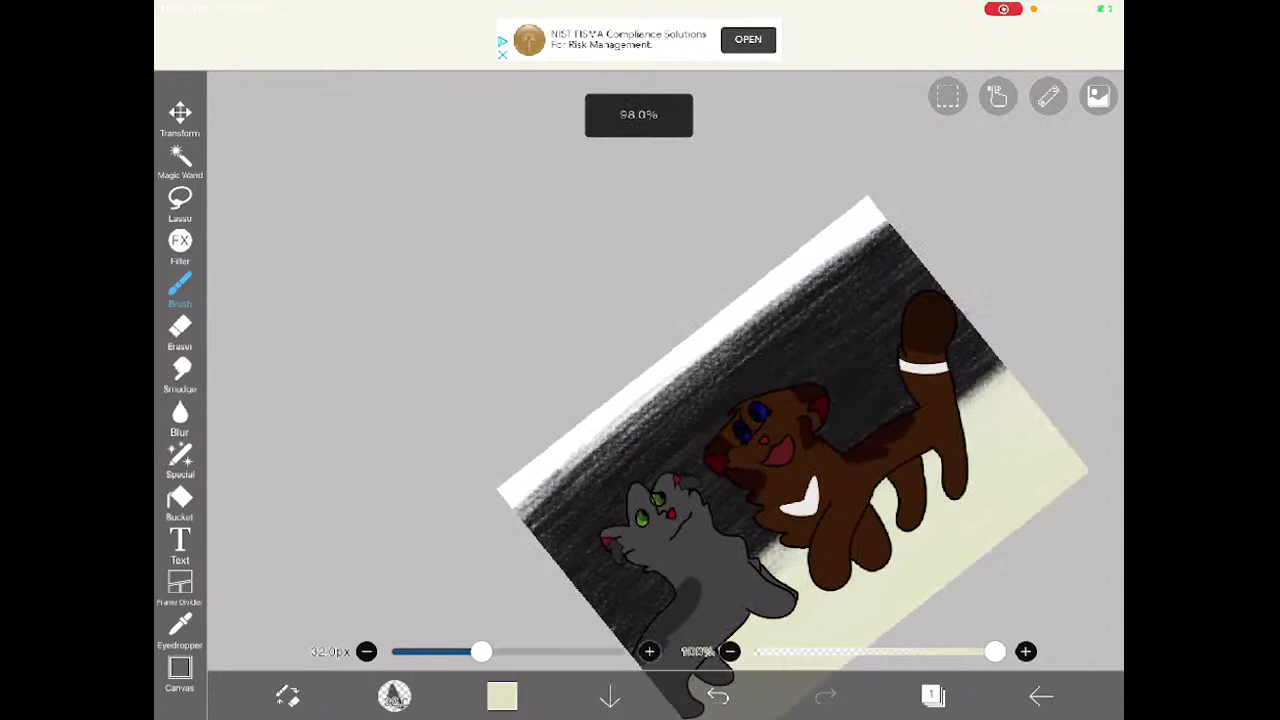 NIST FISMA Compliance Solutions
For Risk Management.
OPEN
98.0%
Transform
Magic Wand
Lasso
FX
Filter
Brush
Eraser
Smudge
Blur
Special
Bucket
T
Text
Frame Divider
Eyedropper
Canvas
32.0px
100%
1